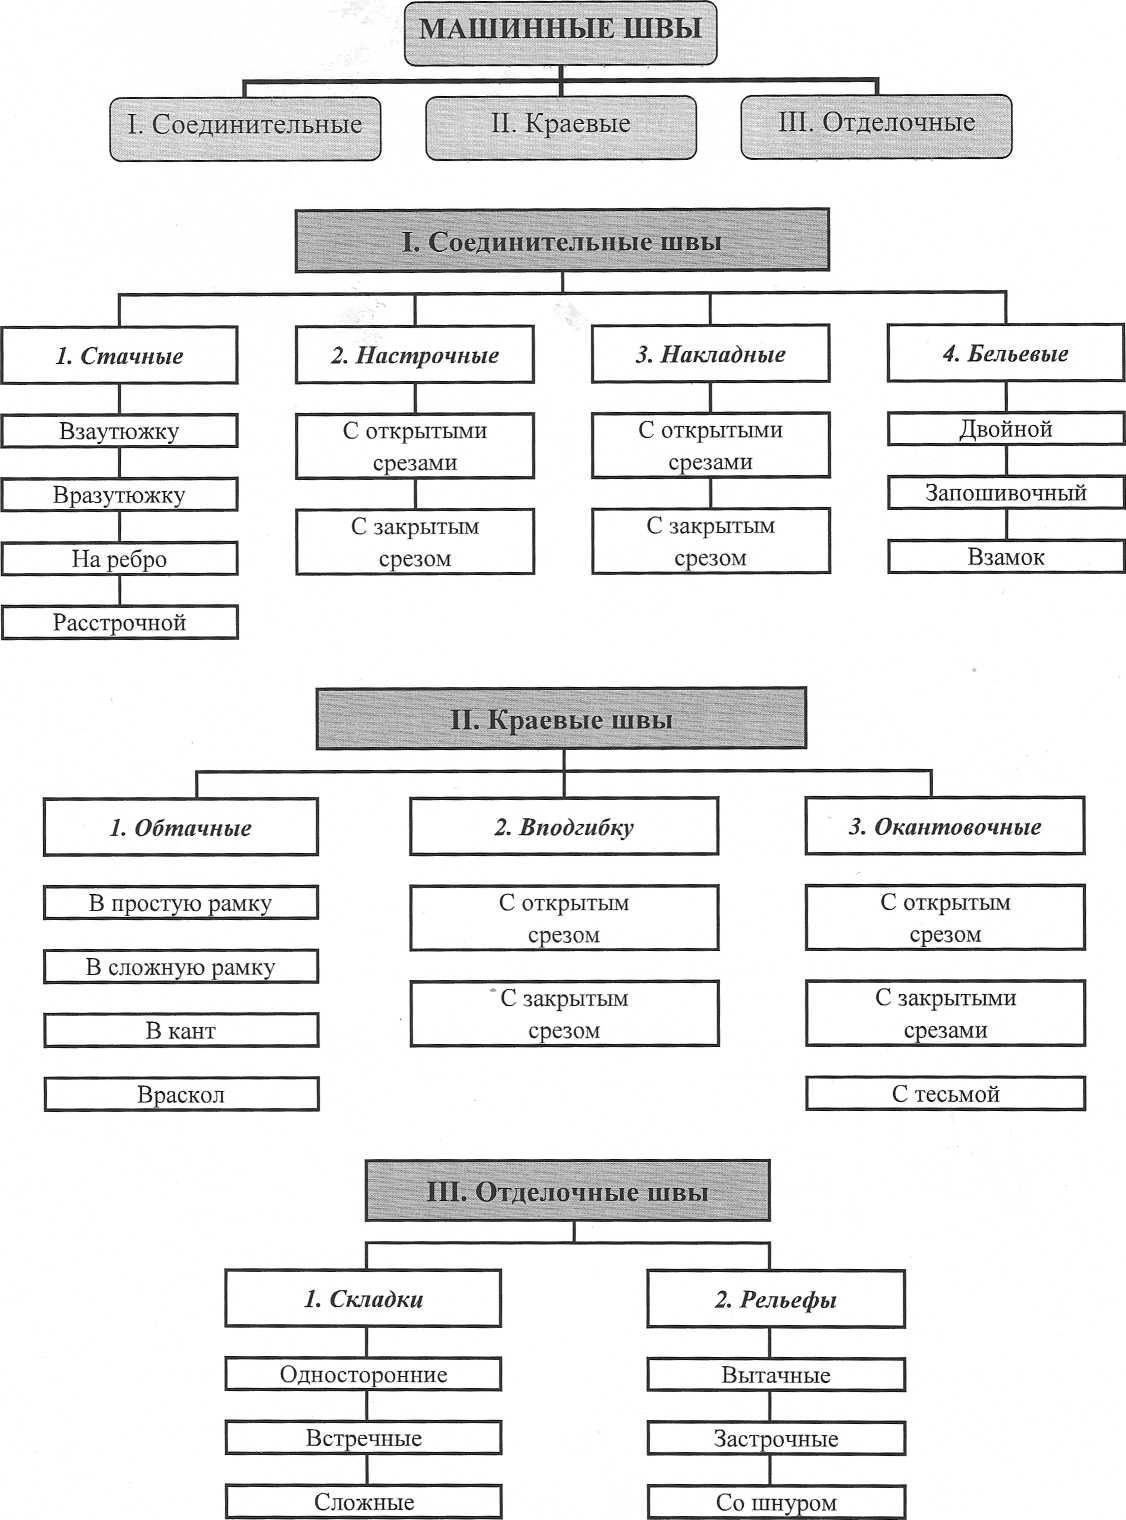 МАШИННЫЕ ШВЫ
I. Соединительные
II. Краевые
III. Отделочные
I. Соединительные швы
1. Стачные
2. Настрочные
3. Накладные
4. Бельевые
Взаутюжку
Вразутюжку
На ребро
Расстрочной
С открытыми
срезами
С закрытым
срезом
С открытыми
срезами
С закрытым
срезом
Двойной
Запошивочный
Взамок
II. Краевые швы
1. Обтачные
2. Вподгибку
3. Окантовочные
В простую рамку
В сложную рамку
В кант
Враскол
С открытым
срезом
С закрытым
срезом
С открытым
срезом
С закрытыми
срезами
С тесьмой
III. Отделочные швы
1. Складки
2. Рельефы
Односторонние
Встречные
Сложные
Вытачные
Застрочные
Со шнуром